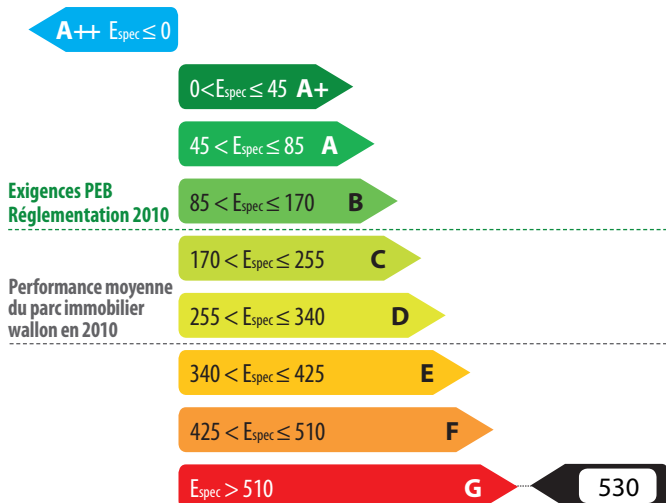 A++ Espec ≤ 0
0 < Espec ≤ 45 A+
45 < Espec ≤ 85 A
Exigences PEB
Réglementation 2010
85 < Espec ≤ 170 B
170 < Espec ≤ 255 C
Performance moyenne
du parc immobilier
wallon en 2010
255 < Espec ≤ 340 D
340 < Espec ≤ 425 E
425 < Espec ≤ 510 F
Espec > 510 G 530